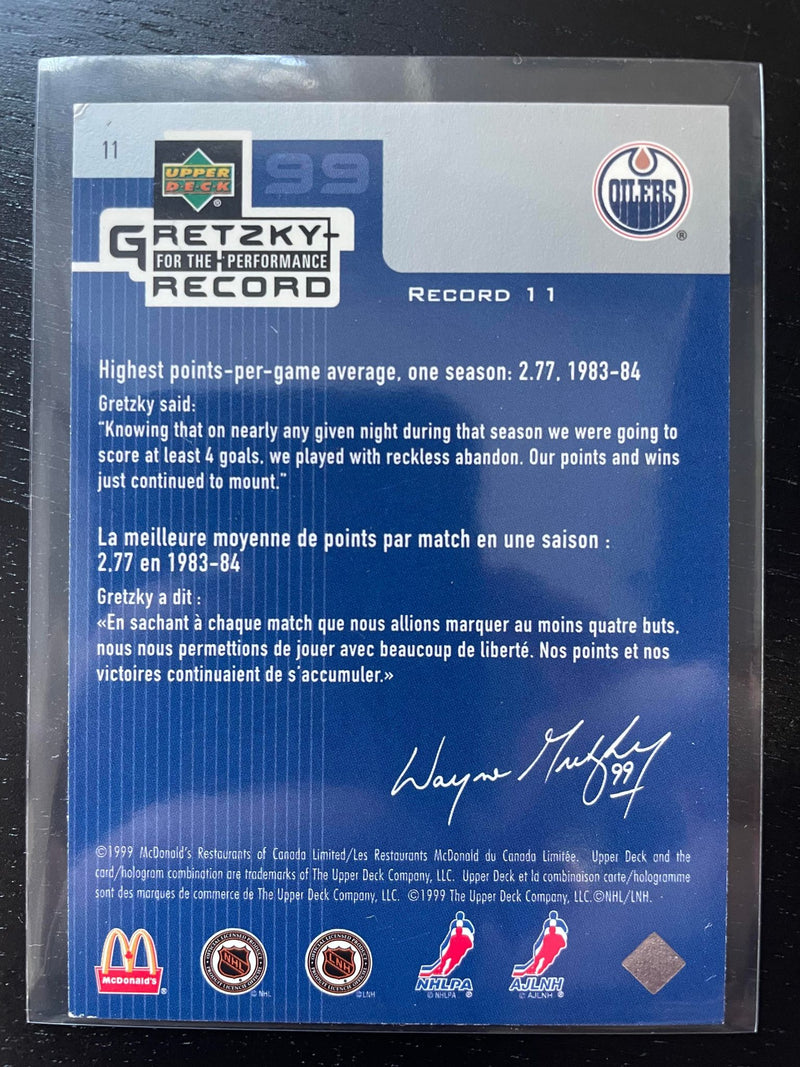 11
UPPER
DECK
®
99
OILERS
®
GRETZKY
FOR THE PERFORMANCE
RECORD
RECORD 11
Highest points-per-game average, one season: 2.77, 1983-84
Gretzky said:
"Knowing that on nearly any given night during that season we were going to
score at least 4 goals, we played with reckless abandon. Our points and wins
just continued to mount."
La meilleure moyenne de points par match en une saison :
2,77 en 1983-84
Gretzky a dit :
«En sachant à chaque match que nous allions marquer au moins quatre buts,
nous nous permettions de jouer avec beaucoup de liberté. Nos points et nos
victoires continuaient de s'accumuler.»
Wayne Gretzky
99
©1999 McDonald's Restaurants of Canada Limited/Les Restaurants McDonald du Canada Limitée. Upper Deck and the
card/hologram combination are trademarks of The Upper Deck Company, LLC. Upper Deck et la combinaison carte/hologramme
sont des marques de commerce de The Upper Deck Company, LLC. ©1999 The Upper Deck Company, LLC.©NHL/LNH.
McDonald's ®
NHL
© NHL
LNH
© LNH
NHLPA
© NHLPA
AJLNH
© AJLNH